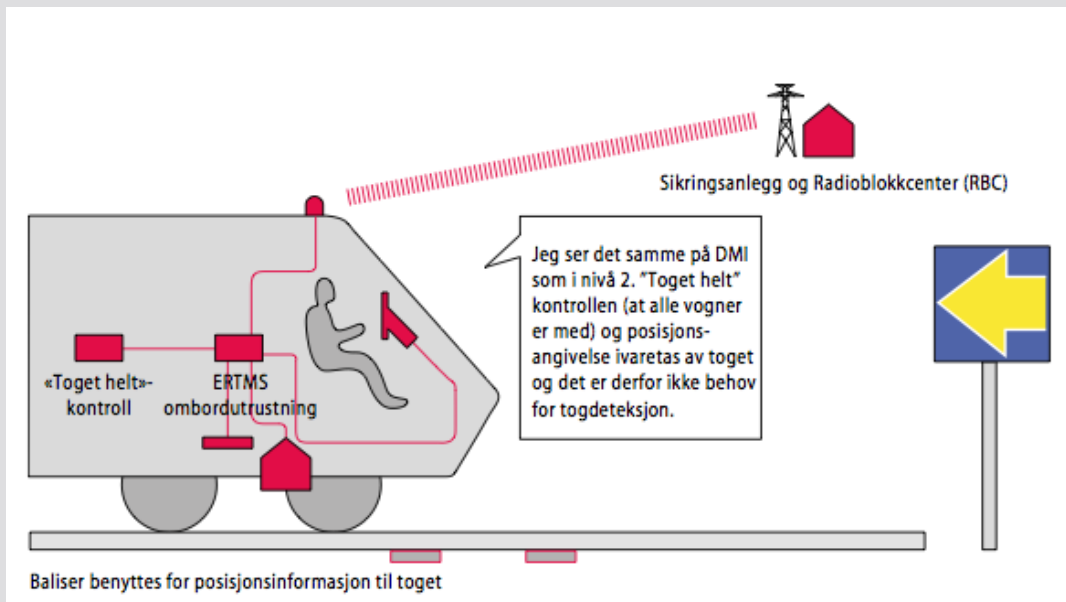 Sikringsanlegg og Radioblokkcenter (RBC)
Jeg ser det samme på DMI
som i nivå 2. ”Toget helt”
kontrollen (at alle vogner
er med) og posisjons-
angivelse ivaretas av toget
og det er derfor ikke behov
for togdeteksjon.
«Toget helt»-
kontroll
ERTMS
ombordutrustning
Baliser benyttes for posisjonsinformasjon til toget